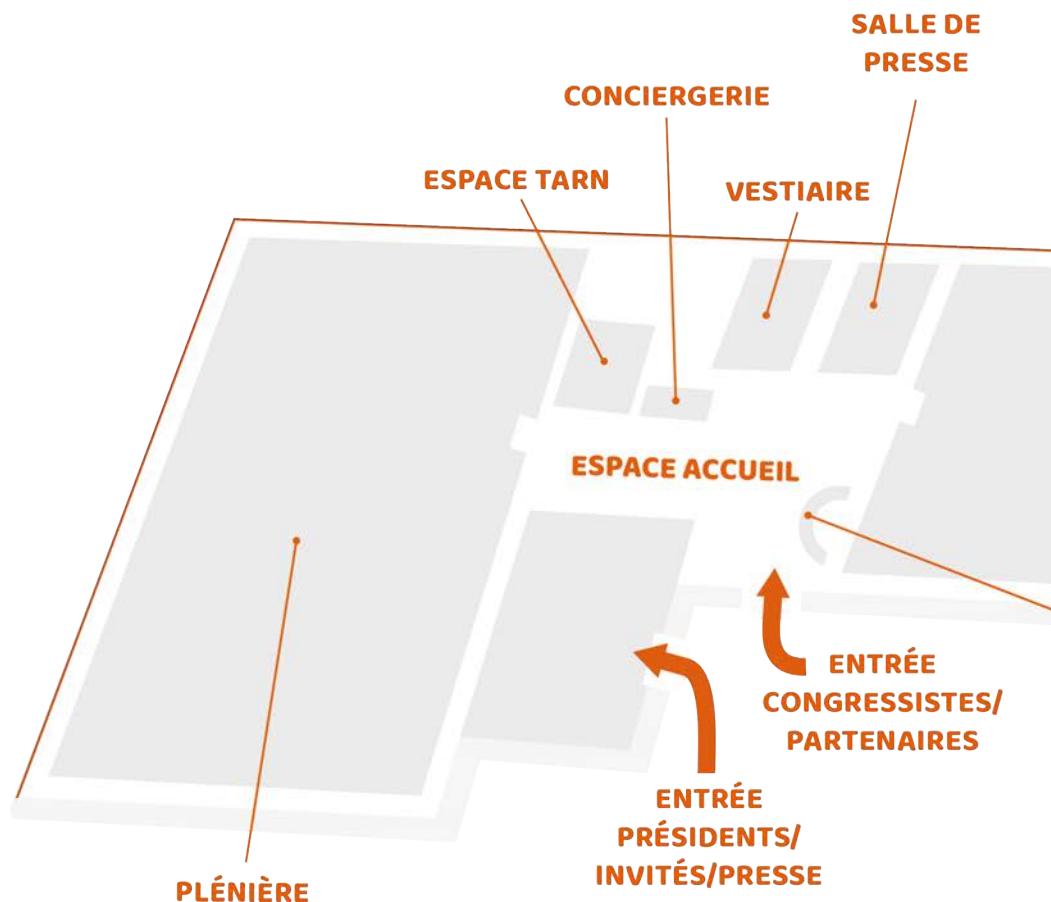 SALLE DE
PRESSE
CONCIERGERIE
ESPACE TARN
VESTIAIRE
ESPACE ACCUEIL
ENTRÉE
CONGRESSISTES/
PARTENAIRES
ENTRÉE
PRÉSIDENTS/
INVITÉS/PRESSE
PLÉNIÈRE